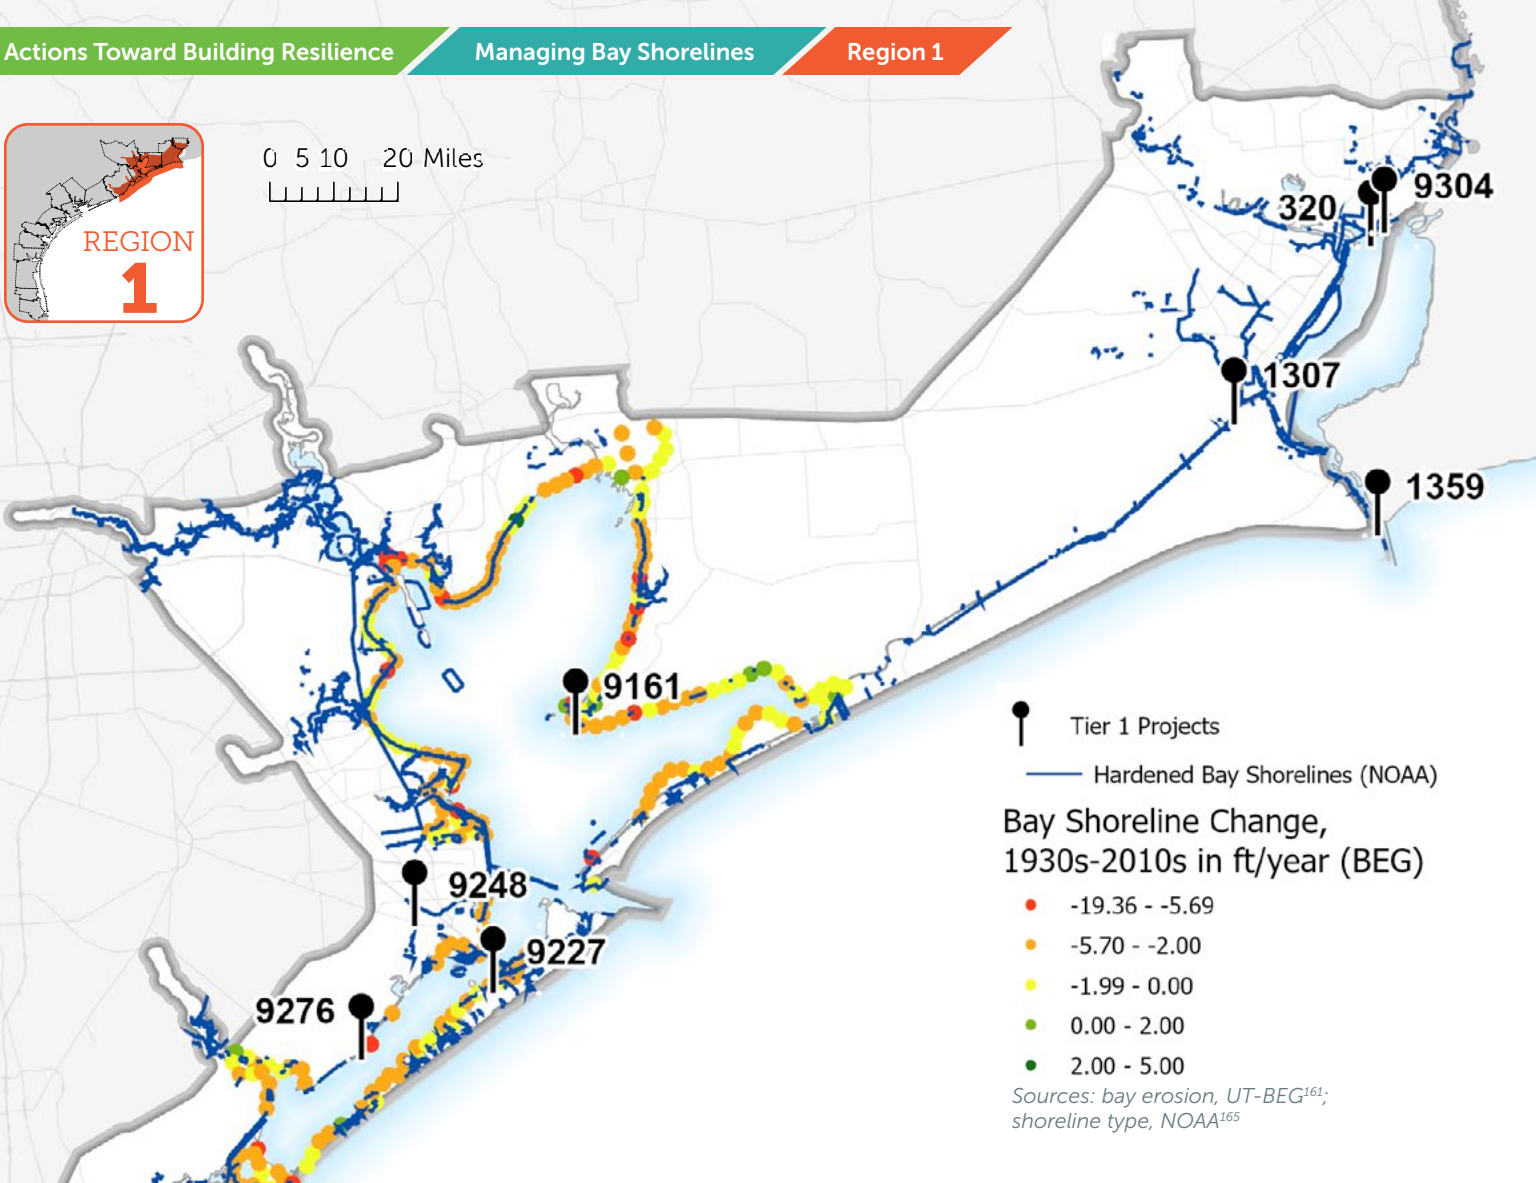 Actions Toward Building Resilience
Managing Bay Shorelines
Region 1
REGION
1
0 5 10 20 Miles
320
9304
1307
1359
9161
9248
9227
9276
Tier 1 Projects
Hardened Bay Shorelines (NOAA)
Bay Shoreline Change,
1930s-2010s in ft/year (BEG)
-19.36 - -5.69
-5.70 - -2.00
-1.99 - 0.00
0.00 - 2.00
2.00 - 5.00
Sources: bay erosion, UT-BEG161;
shoreline type, NOAA165